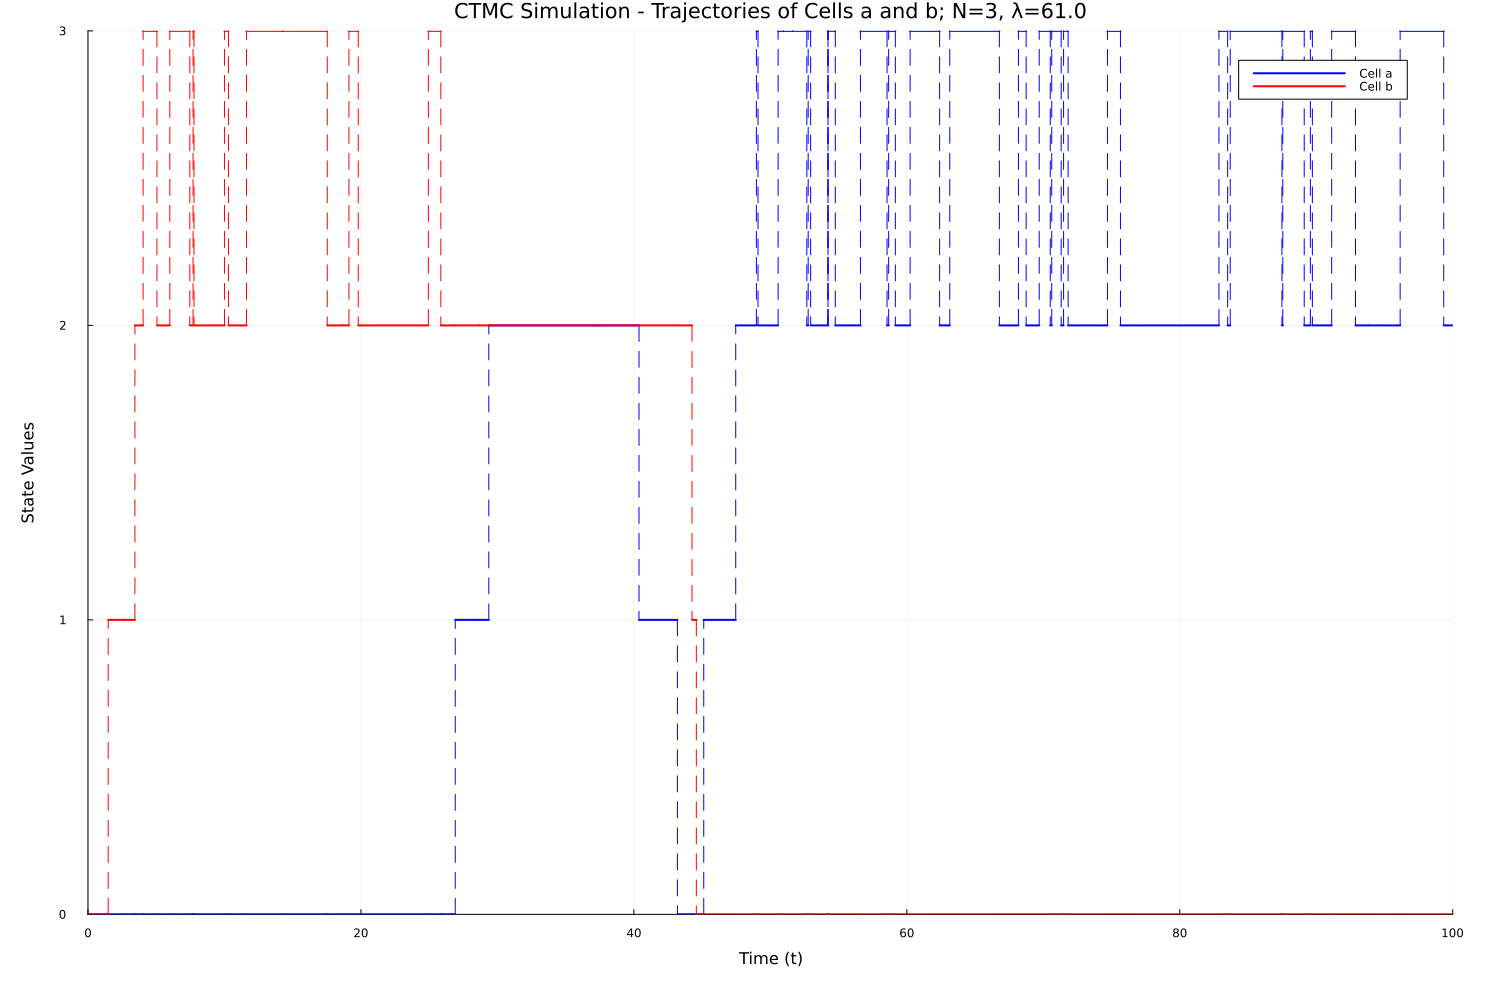 CTMC Simulation - Trajectories of Cells a and b; N=3, λ=61.0
3
Cell a
Cell b
2
State Values
1
0
0 20 40 60 80 100
Time (t)